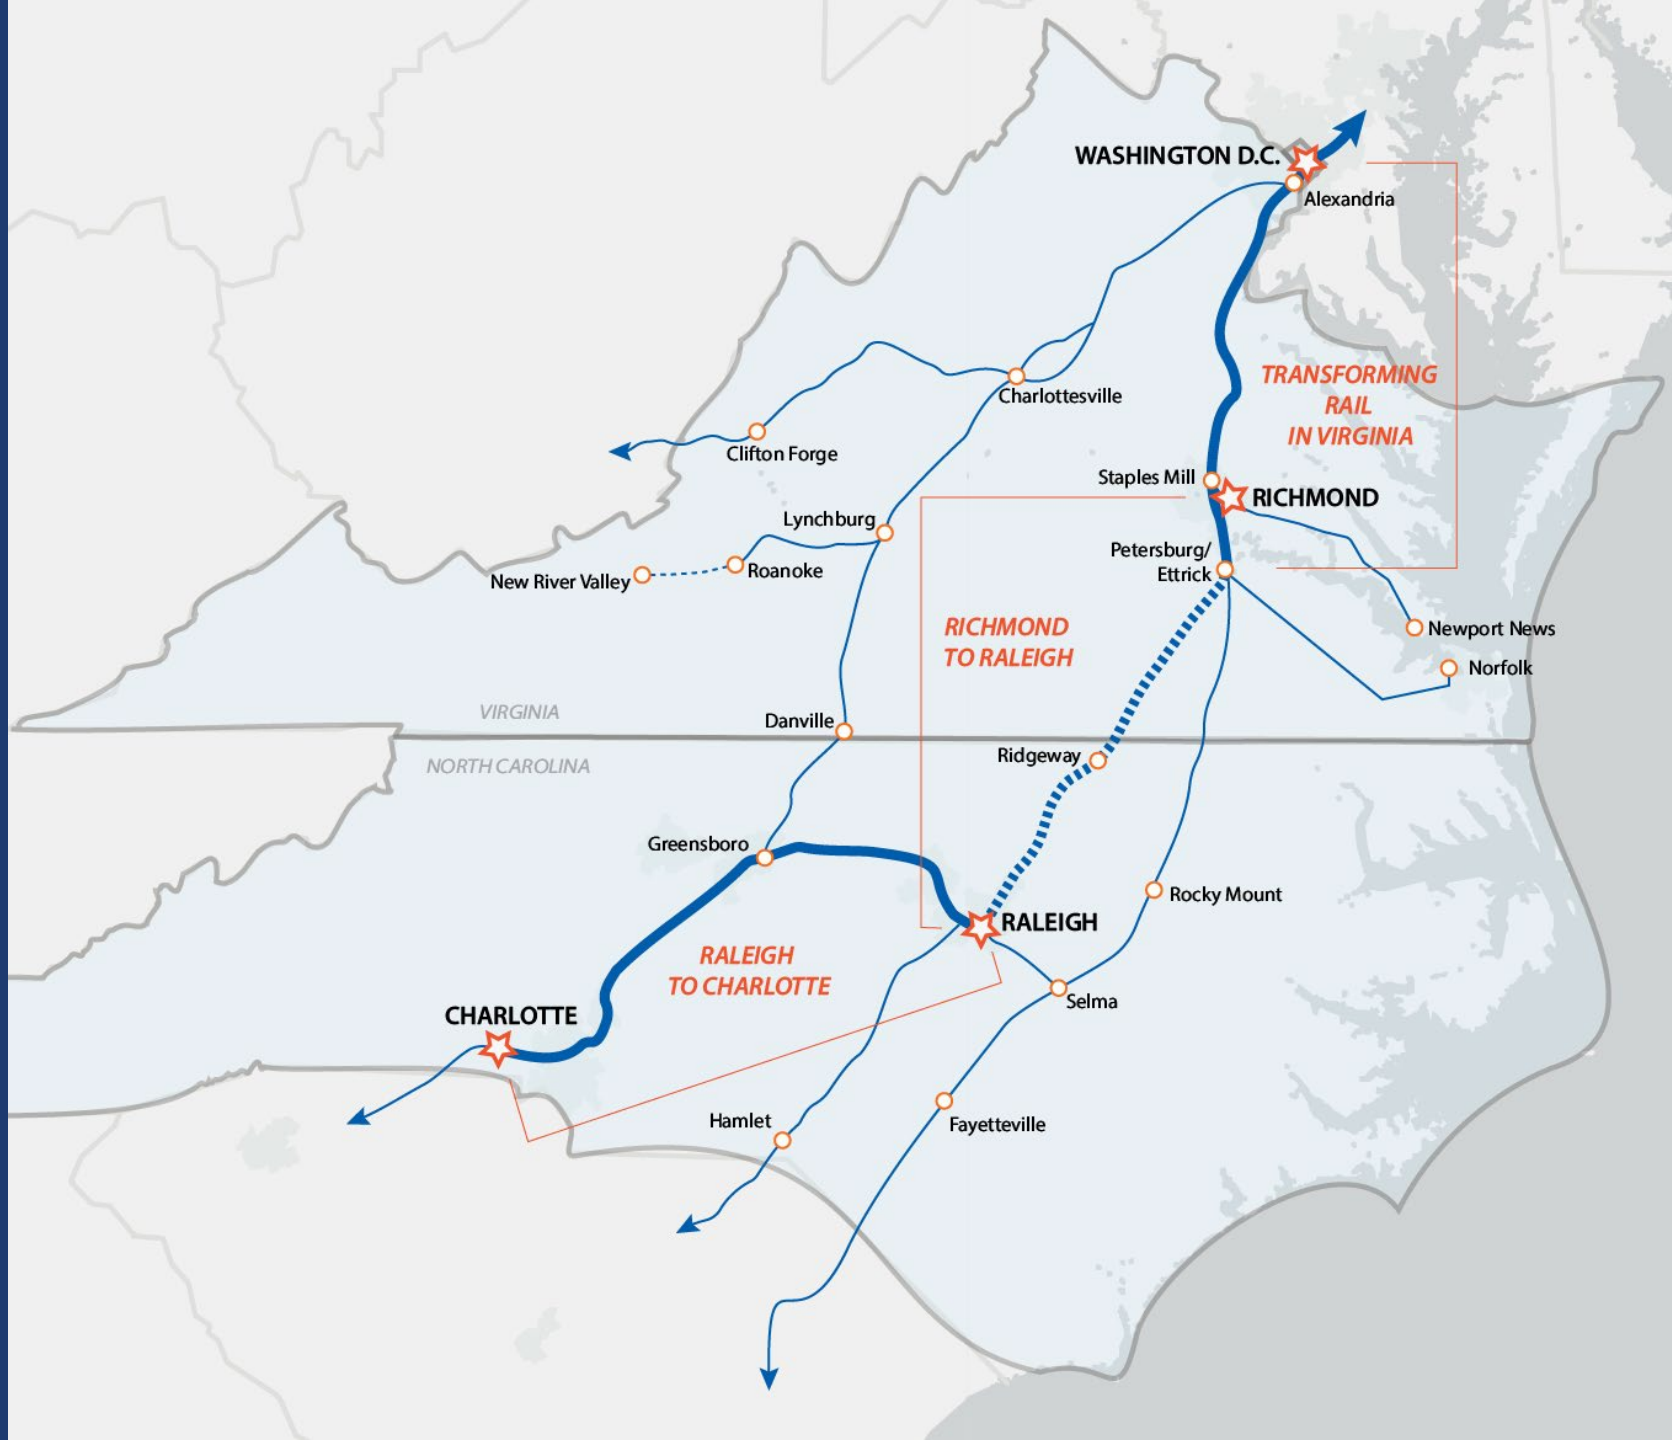 WASHINGTON D.C.
Alexandria
TRANSFORMING
RAIL
IN VIRGINIA
Charlottesville
Clifton Forge
Staples Mill
RICHMOND
Lynchburg
Petersburg/
Ettrick
Roanoke
New River Valley
RICHMOND
TO RALEIGH
Newport News
Norfolk
VIRGINIA
Danville
NORTH CAROLINA
Ridgeway
Greensboro
Rocky Mount
RALEIGH
RALEIGH
TO CHARLOTTE
Selma
CHARLOTTE
Hamlet
Fayetteville